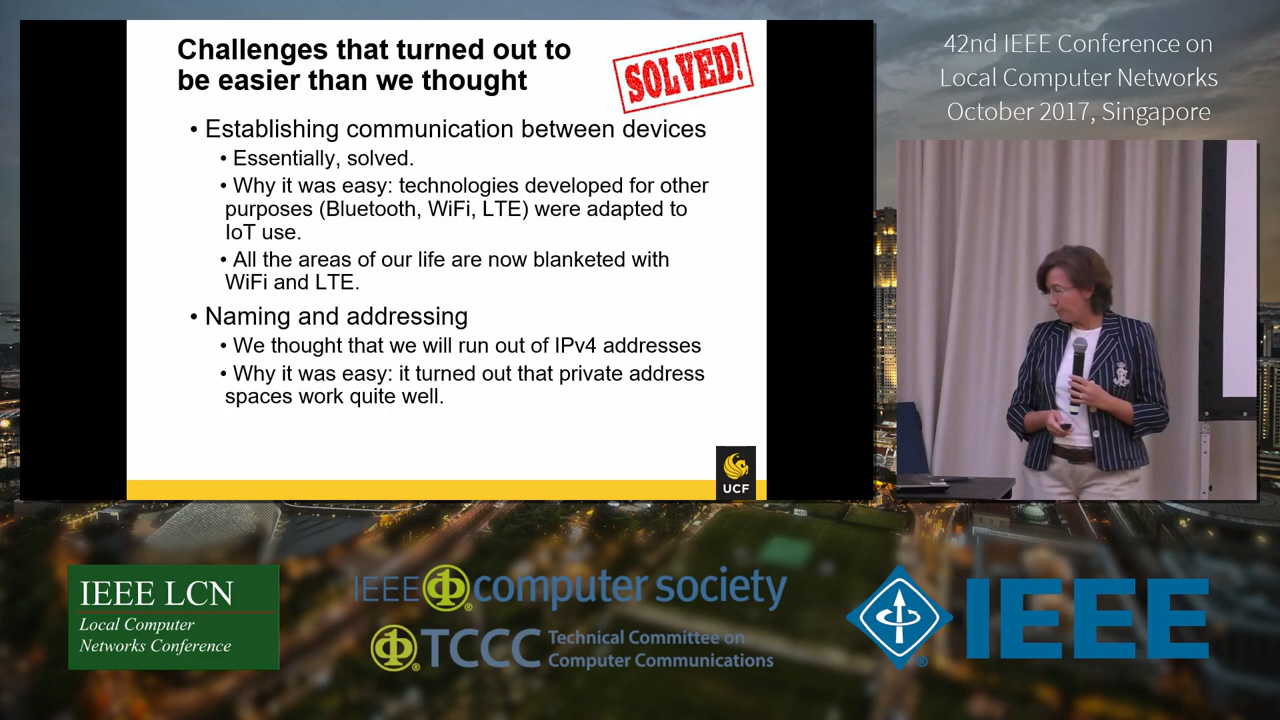 Challenges that turned out to
be easier than we thought
SOLVED!
• Establishing communication between devices
• Essentially, solved.
• Why it was easy: technologies developed for other
purposes (Bluetooth, WiFi, LTE) were adapted to
IoT use.
• All the areas of our life are now blanketed with
WiFi and LTE.
• Naming and addressing
• We thought that we will run out of IPv4 addresses
• Why it was easy: it turned out that private address
spaces work quite well.
UCF
42nd IEEE Conference on
Local Computer Networks
October 2017, Singapore
IEEE LCN
Local Computer
Networks Conference
IEEE computer society
TCCC Technical Committee on
Computer Communications
IEEE